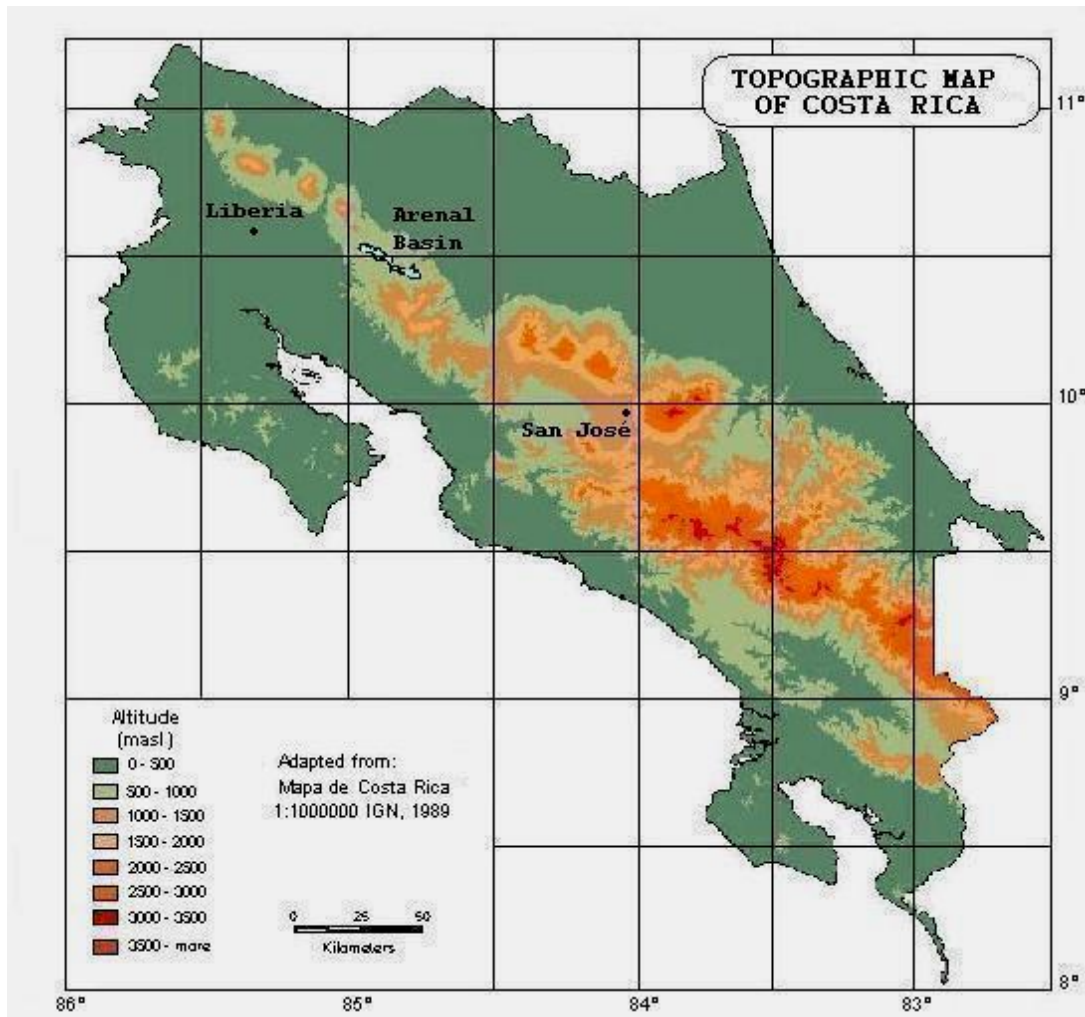 TOPOGRAPHIC MAP
OF COSTA RICA
11°
Liberia
Arenal
Basin
10°
San José
9°
Altitude
(masl)
0 - 500
500 - 1000
1000 - 1500
1500 - 2000
2000 - 2500
2500 - 3000
3000 - 3500
3500 - more
Adapted from:
Mapa de Costa Rica
1:1000000 IGN, 1989
0 25 50
Kilometers
8°
86° 85° 84° 83°